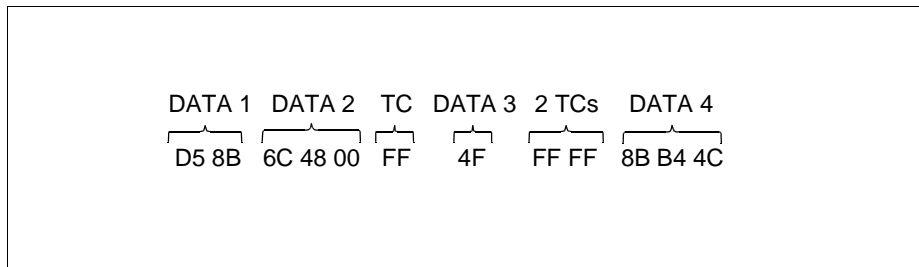 DATA 1 DATA 2 TC DATA 3 2 TCs DATA 4
D5 8B 6C 48 00 FF 4F FF FF 8B B4 4C